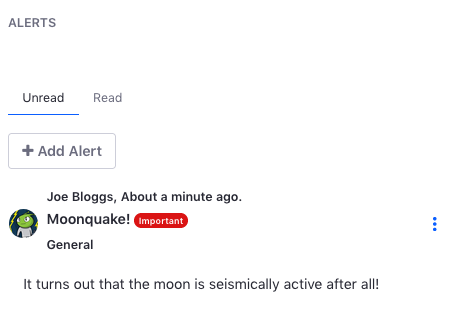 ALERTS
Unread Read
+ Add Alert
Joe Bloggs, About a minute ago.
Moonquake! Important
General
It turns out that the moon is seismically active after all!